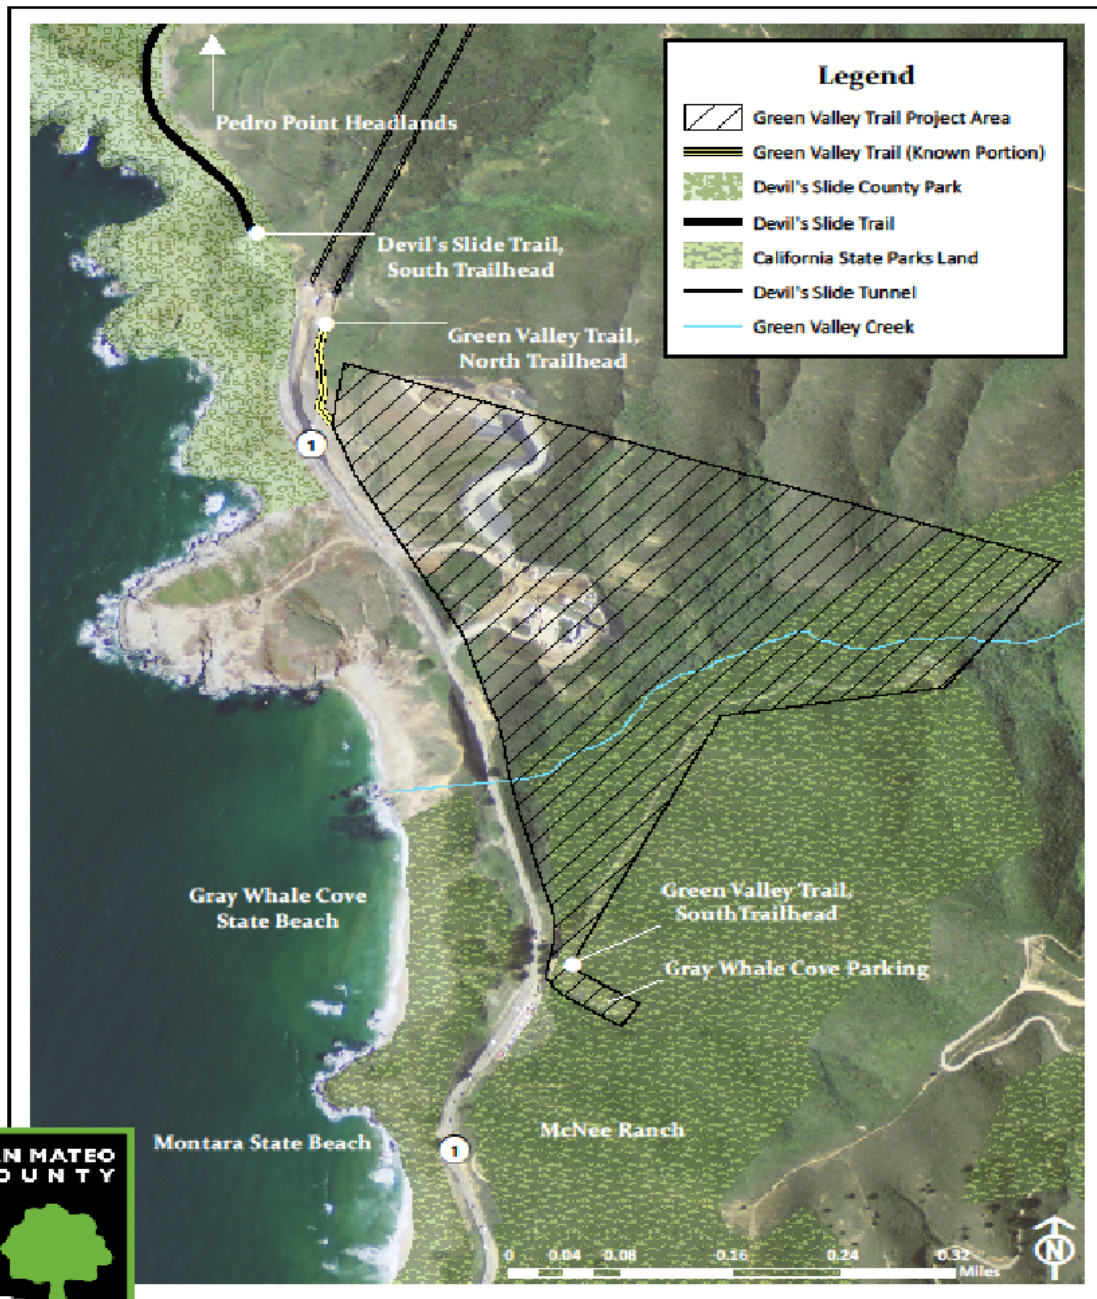 Legend
Green Valley Trail Project Area
Green Valley Trail (Known Portion)
Devil's Slide County Park
Devil's Slide Trail
California State Parks Land
Devil's Slide Tunnel
Green Valley Creek
Pedro Point Headlands
Devil's Slide Trail,
South Trailhead
Green Valley Trail,
North Trailhead
1
Gray Whale Cove
State Beach
Green Valley Trail,
SouthTrailhead
Gray Whale Cove Parking
Montara State Beach
McNee Ranch
1
AN MATEO
OUNTY
N
0 0.04 0.08 0.16 0.24 0.32
Miles